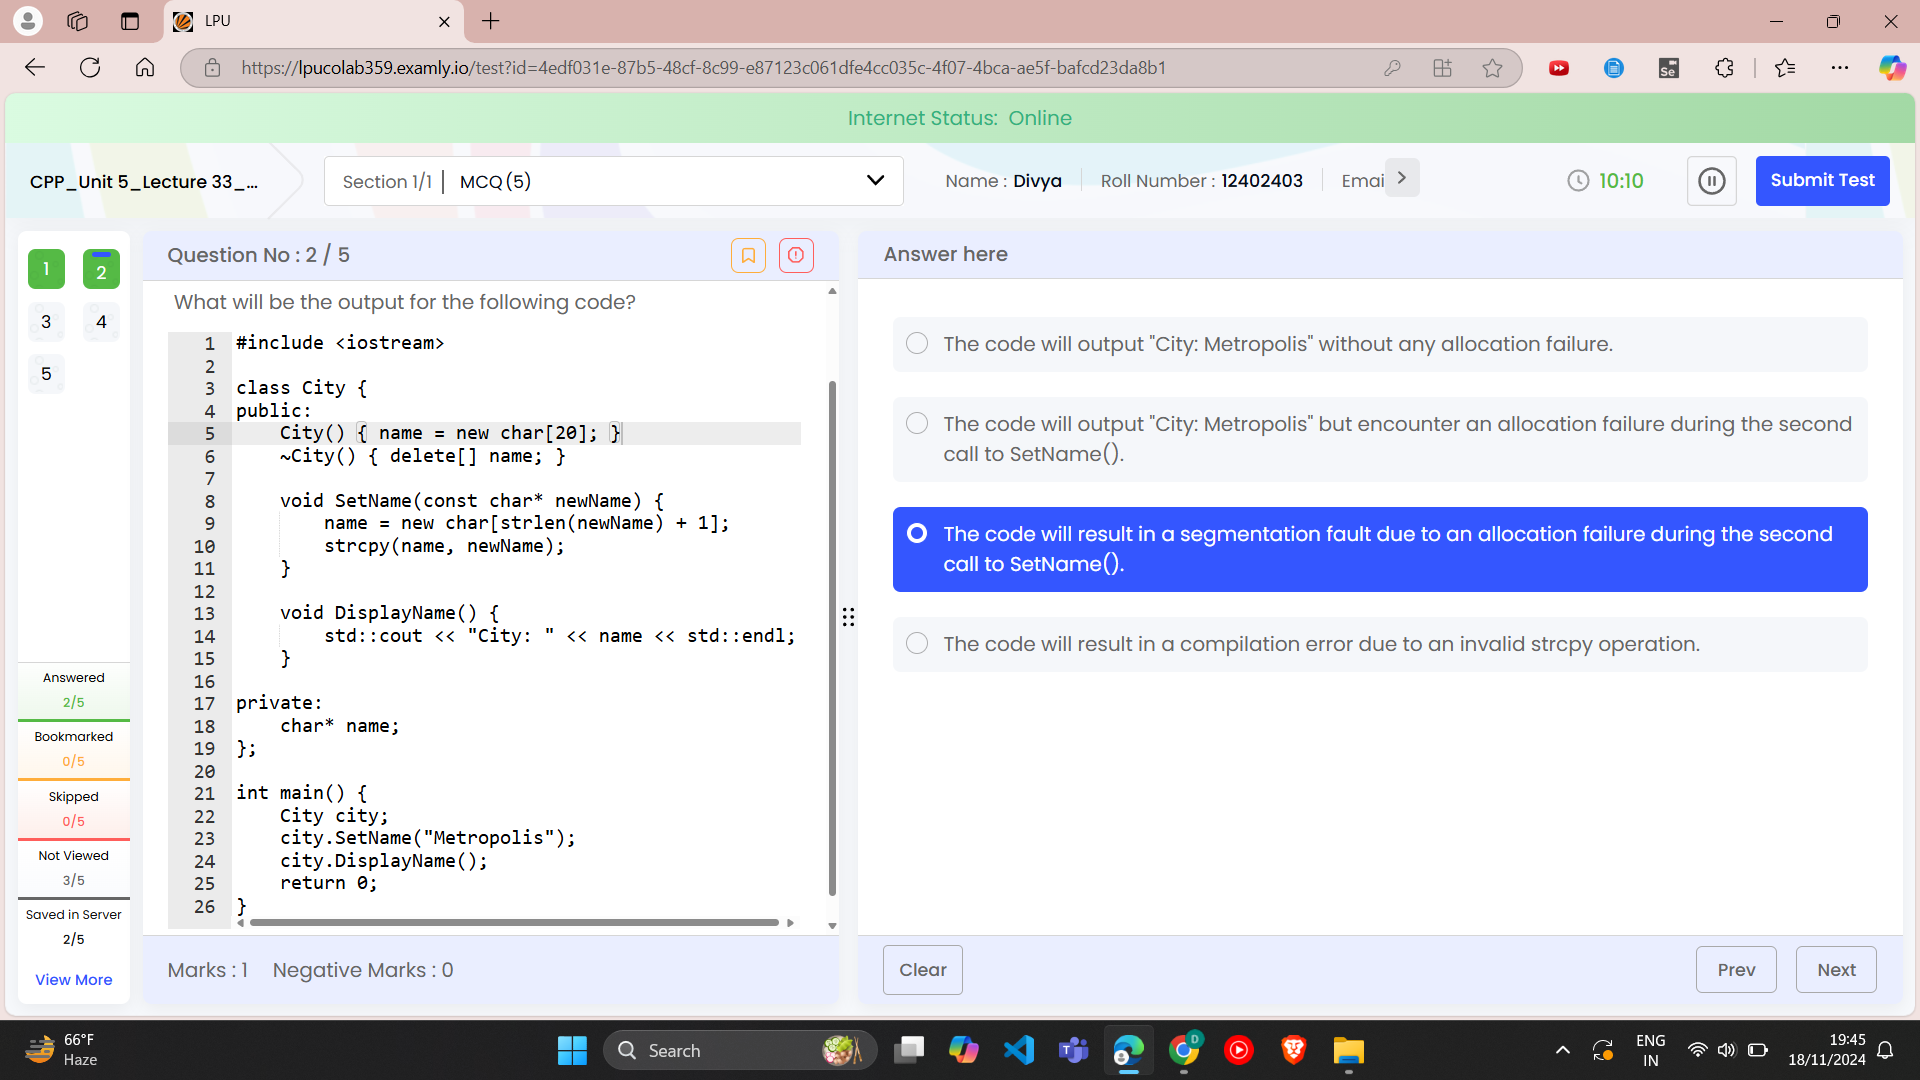 LPU
https://lpucolab359.examly.io/test?id=4edf031e-87b5-48cf-8c99-e87123c061dfe4cc035c-4f07-4bca-ae5f-bafcd23da8b1
Internet Status: Online
CPP_Unit 5_Lecture 33_...
Section 1/1 | MCQ (5)
Name : Divya
Roll Number : 12402403
Emai
10:10
Submit Test
1
2
3
4
5
Question No : 2 / 5
What will be the output for the following code?
1 #include <iostream>
2
3 class City {
4 public:
5     City() { name = new char[20]; }
6     ~City() { delete[] name; }
7
8     void SetName(const char* newName) {
9         name = new char[strlen(newName) + 1];
10         strcpy(name, newName);
11     }
12
13     void DisplayName() {
14         std::cout << "City: " << name << std::endl;
15     }
16
17 private:
18     char* name;
19 };
20
21 int main() {
22     City city;
23     city.SetName("Metropolis");
24     city.DisplayName();
25     return 0;
26 }
Answered
2/5
Bookmarked
0/5
Skipped
0/5
Not Viewed
3/5
Saved in Server
2/5
View More
Marks : 1
Negative Marks : 0
Answer here
The code will output "City: Metropolis" without any allocation failure.
The code will output "City: Metropolis" but encounter an allocation failure during the second
call to SetName().
The code will result in a segmentation fault due to an allocation failure during the second
call to SetName().
The code will result in a compilation error due to an invalid strcpy operation.
Clear
Prev
Next
66°F
Haze
Search
ENG
IN
19:45
18/11/2024